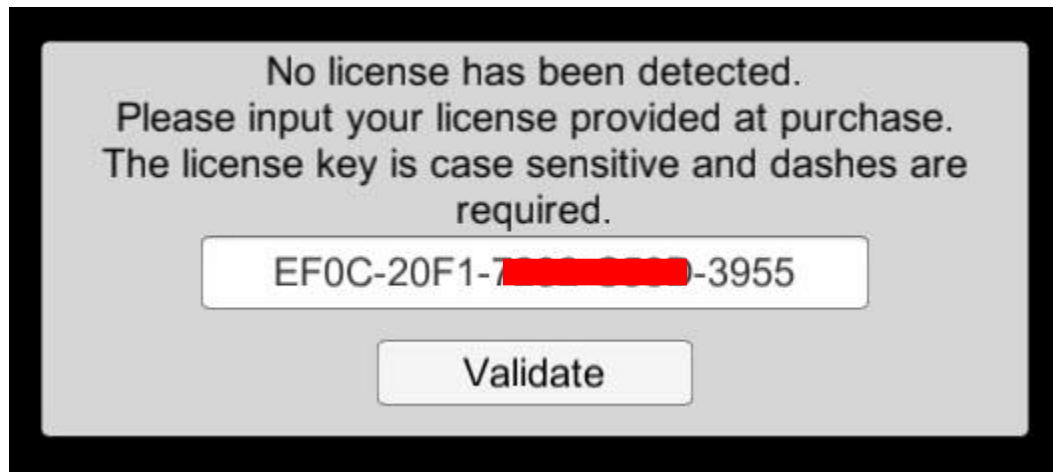 No license has been detected.
Please input your license provided at purchase.
The license key is case sensitive and dashes are
required.
EF0C-20F1-7 -3955
Validate